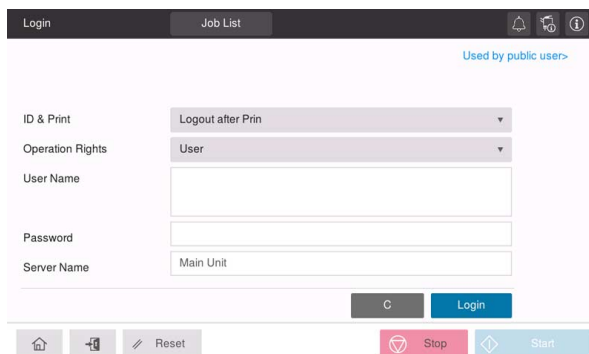 Login Job List
Used by public user>
ID & Print Logout after Prin
Operation Rights User
User Name
Password
Server Name Main Unit
C Login
Reset Stop Start